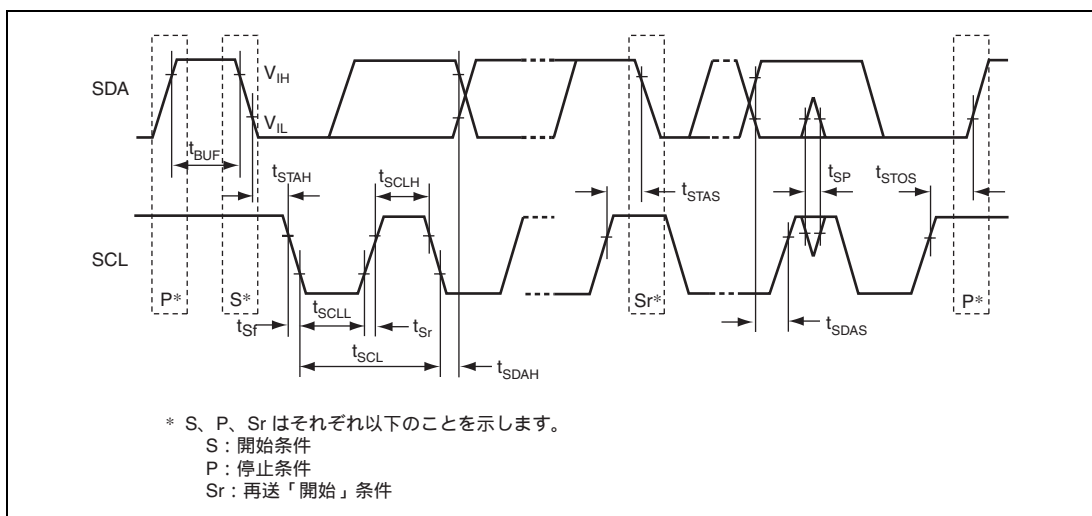 SDA
V_IH
V_IL
t_BUF
t_STAH
t_SCLH
t_STAS
t_SP
t_STOS
SCL
P*
S*
Sr*
P*
t_Sf
t_SCLL
t_Sr
t_SDAS
t_SCL
t_SDAH
* S、P、Sr はそれぞれ以下のことを示します。
S：開始条件
P：停止条件
Sr：再送「開始」条件